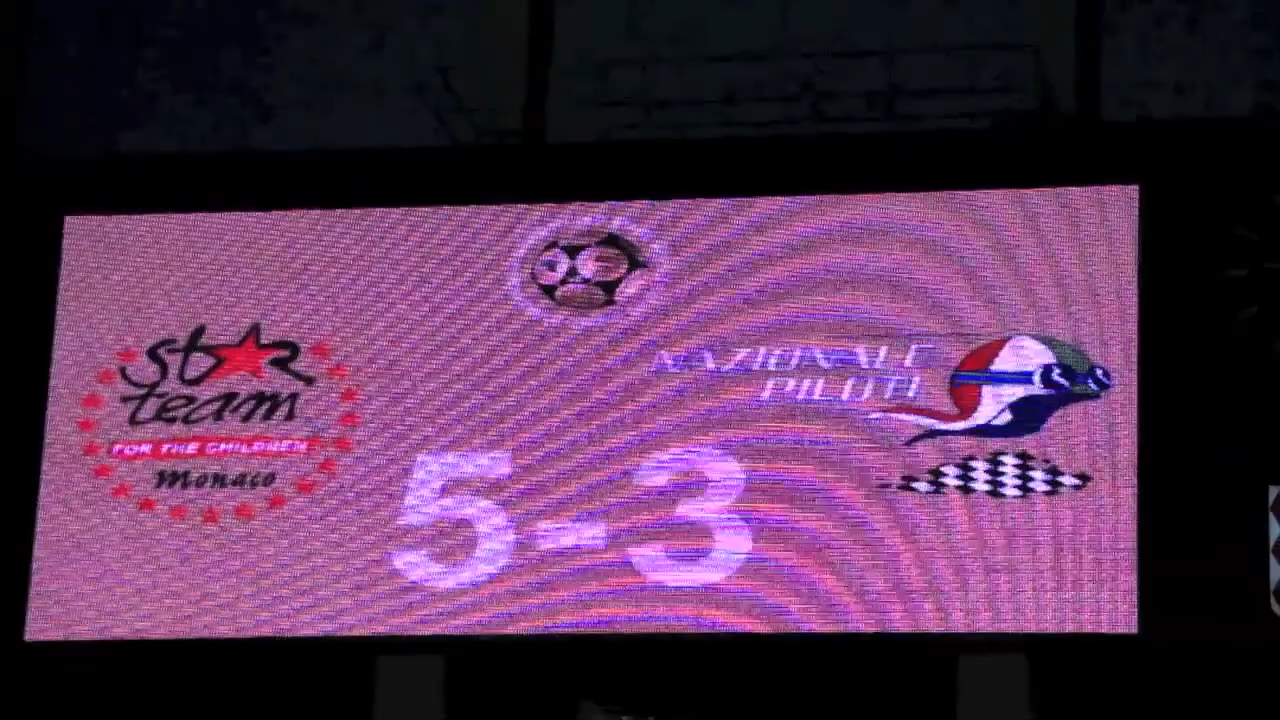 star
team
FOR THE CHILDREN
Monaco
NAZIONALE
PILOTI
5-3